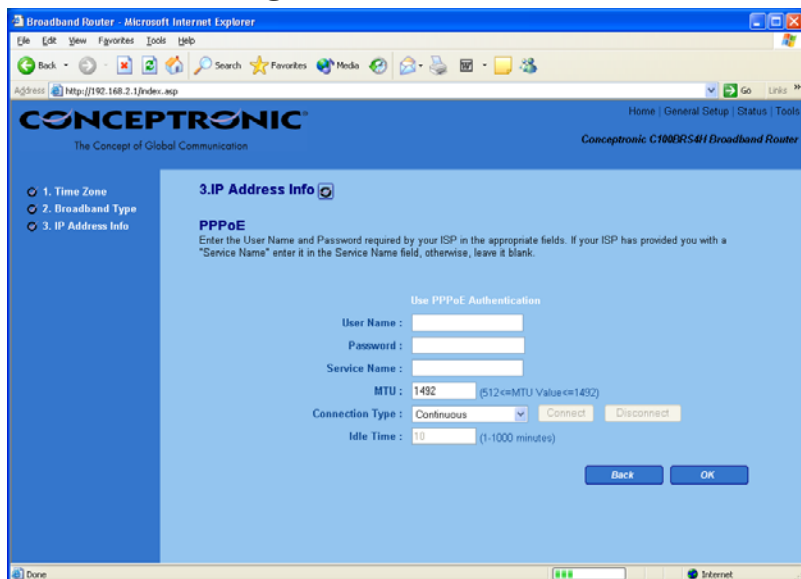 Broadband Router - Microsoft Internet Explorer
File Edit View Favorites Tools Help
Back Search Favorites Media
Address http://192.168.2.1/index.asp Go Links »
CONCEPTRONIC
The Concept of Global Communication
Home | General Setup | Status | Tools
Conceptronic C100BRS4H Broadband Router
1. Time Zone
2. Broadband Type
3. IP Address Info
3.IP Address Info
PPPoE
Enter the User Name and Password required by your ISP in the appropriate fields. If your ISP has provided you with a
"Service Name" enter it in the Service Name field, otherwise, leave it blank.
Use PPPoE Authentication
User Name :
Password :
Service Name :
MTU : 1492 (512<=MTU Value<=1492)
Connection Type : Continuous Connect Disconnect
Idle Time : 10 (1-1000 minutes)
Back OK
Done Internet